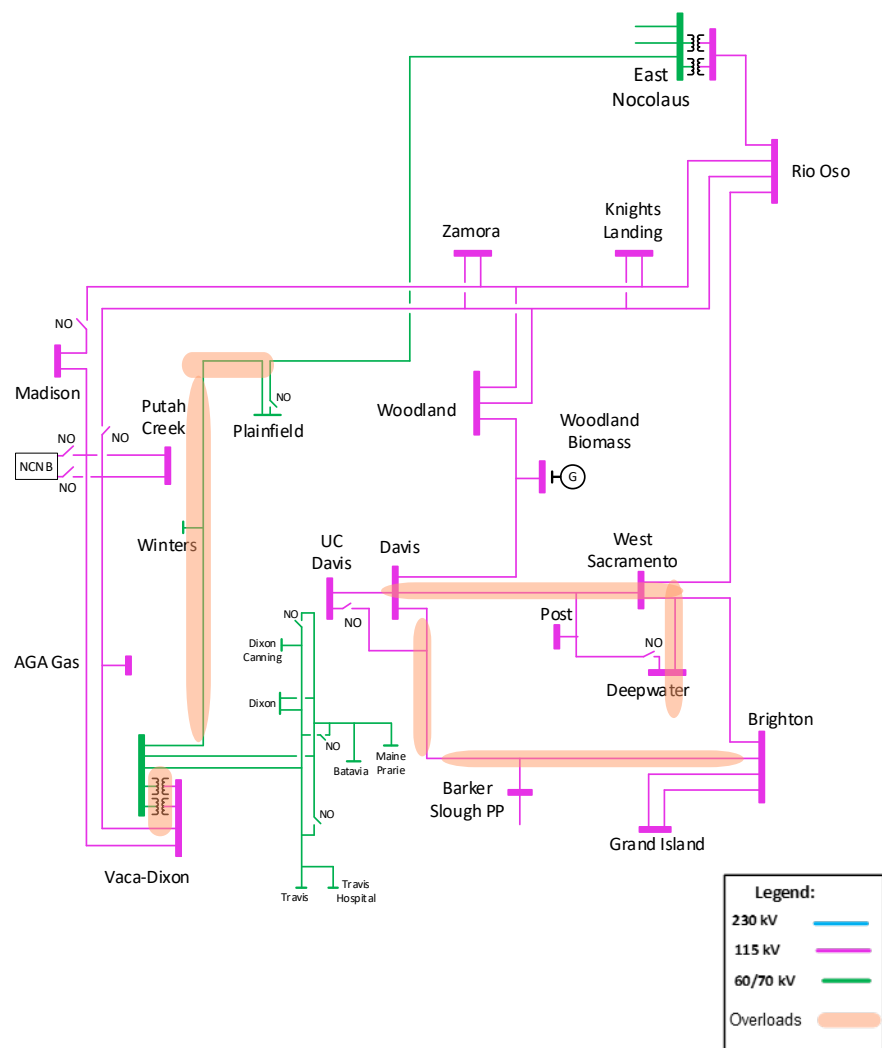 East
Nocolaus
Rio Oso
Knights
Landing
Zamora
NO
Madison
Putah
Creek
NO
Plainfield
Woodland
Woodland
Biomass
G
NO
NO
NCNB
NO
Winters
UC
Davis
Davis
West
Sacramento
NO
NO
Post
NO
Dixon
Canning
Deepwater
AGA Gas
Dixon
Brighton
NO
Batavia
Maine
Prarie
Barker
Slough PP
NO
Grand Island
Vaca-Dixon
Travis
Travis
Hospital
Legend:
230 kV
115 kV
60/70 kV
Overloads